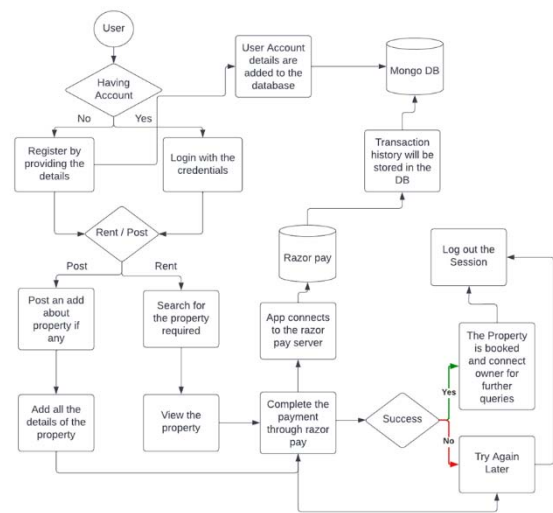 User
User Account
details are
added to the
database
Mongo DB
Having
Account
No
Yes
Register by
providing the
details
Login with the
credentials
Transaction
history will be
stored in the
DB
Rent / Post
Post
Rent
Razor pay
Log out the
Session
Post an add
about
property if
any
Search for
the property
required
App connects
to the razor
pay server
The Property
is booked
and connect
owner for
further
queries
Add all the
details of the
property
View the
property
Complete the
payment
through razor
pay
Success
Yes
No
Try Again
Later